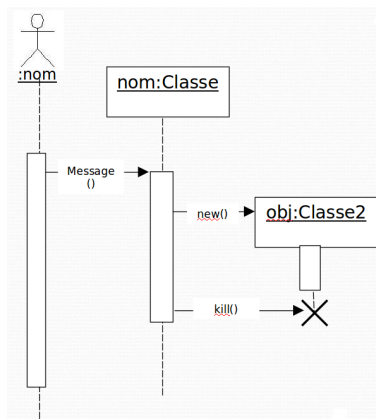 :nom
nom:Classe
Message
()
new()
obj:Classe2
kill()